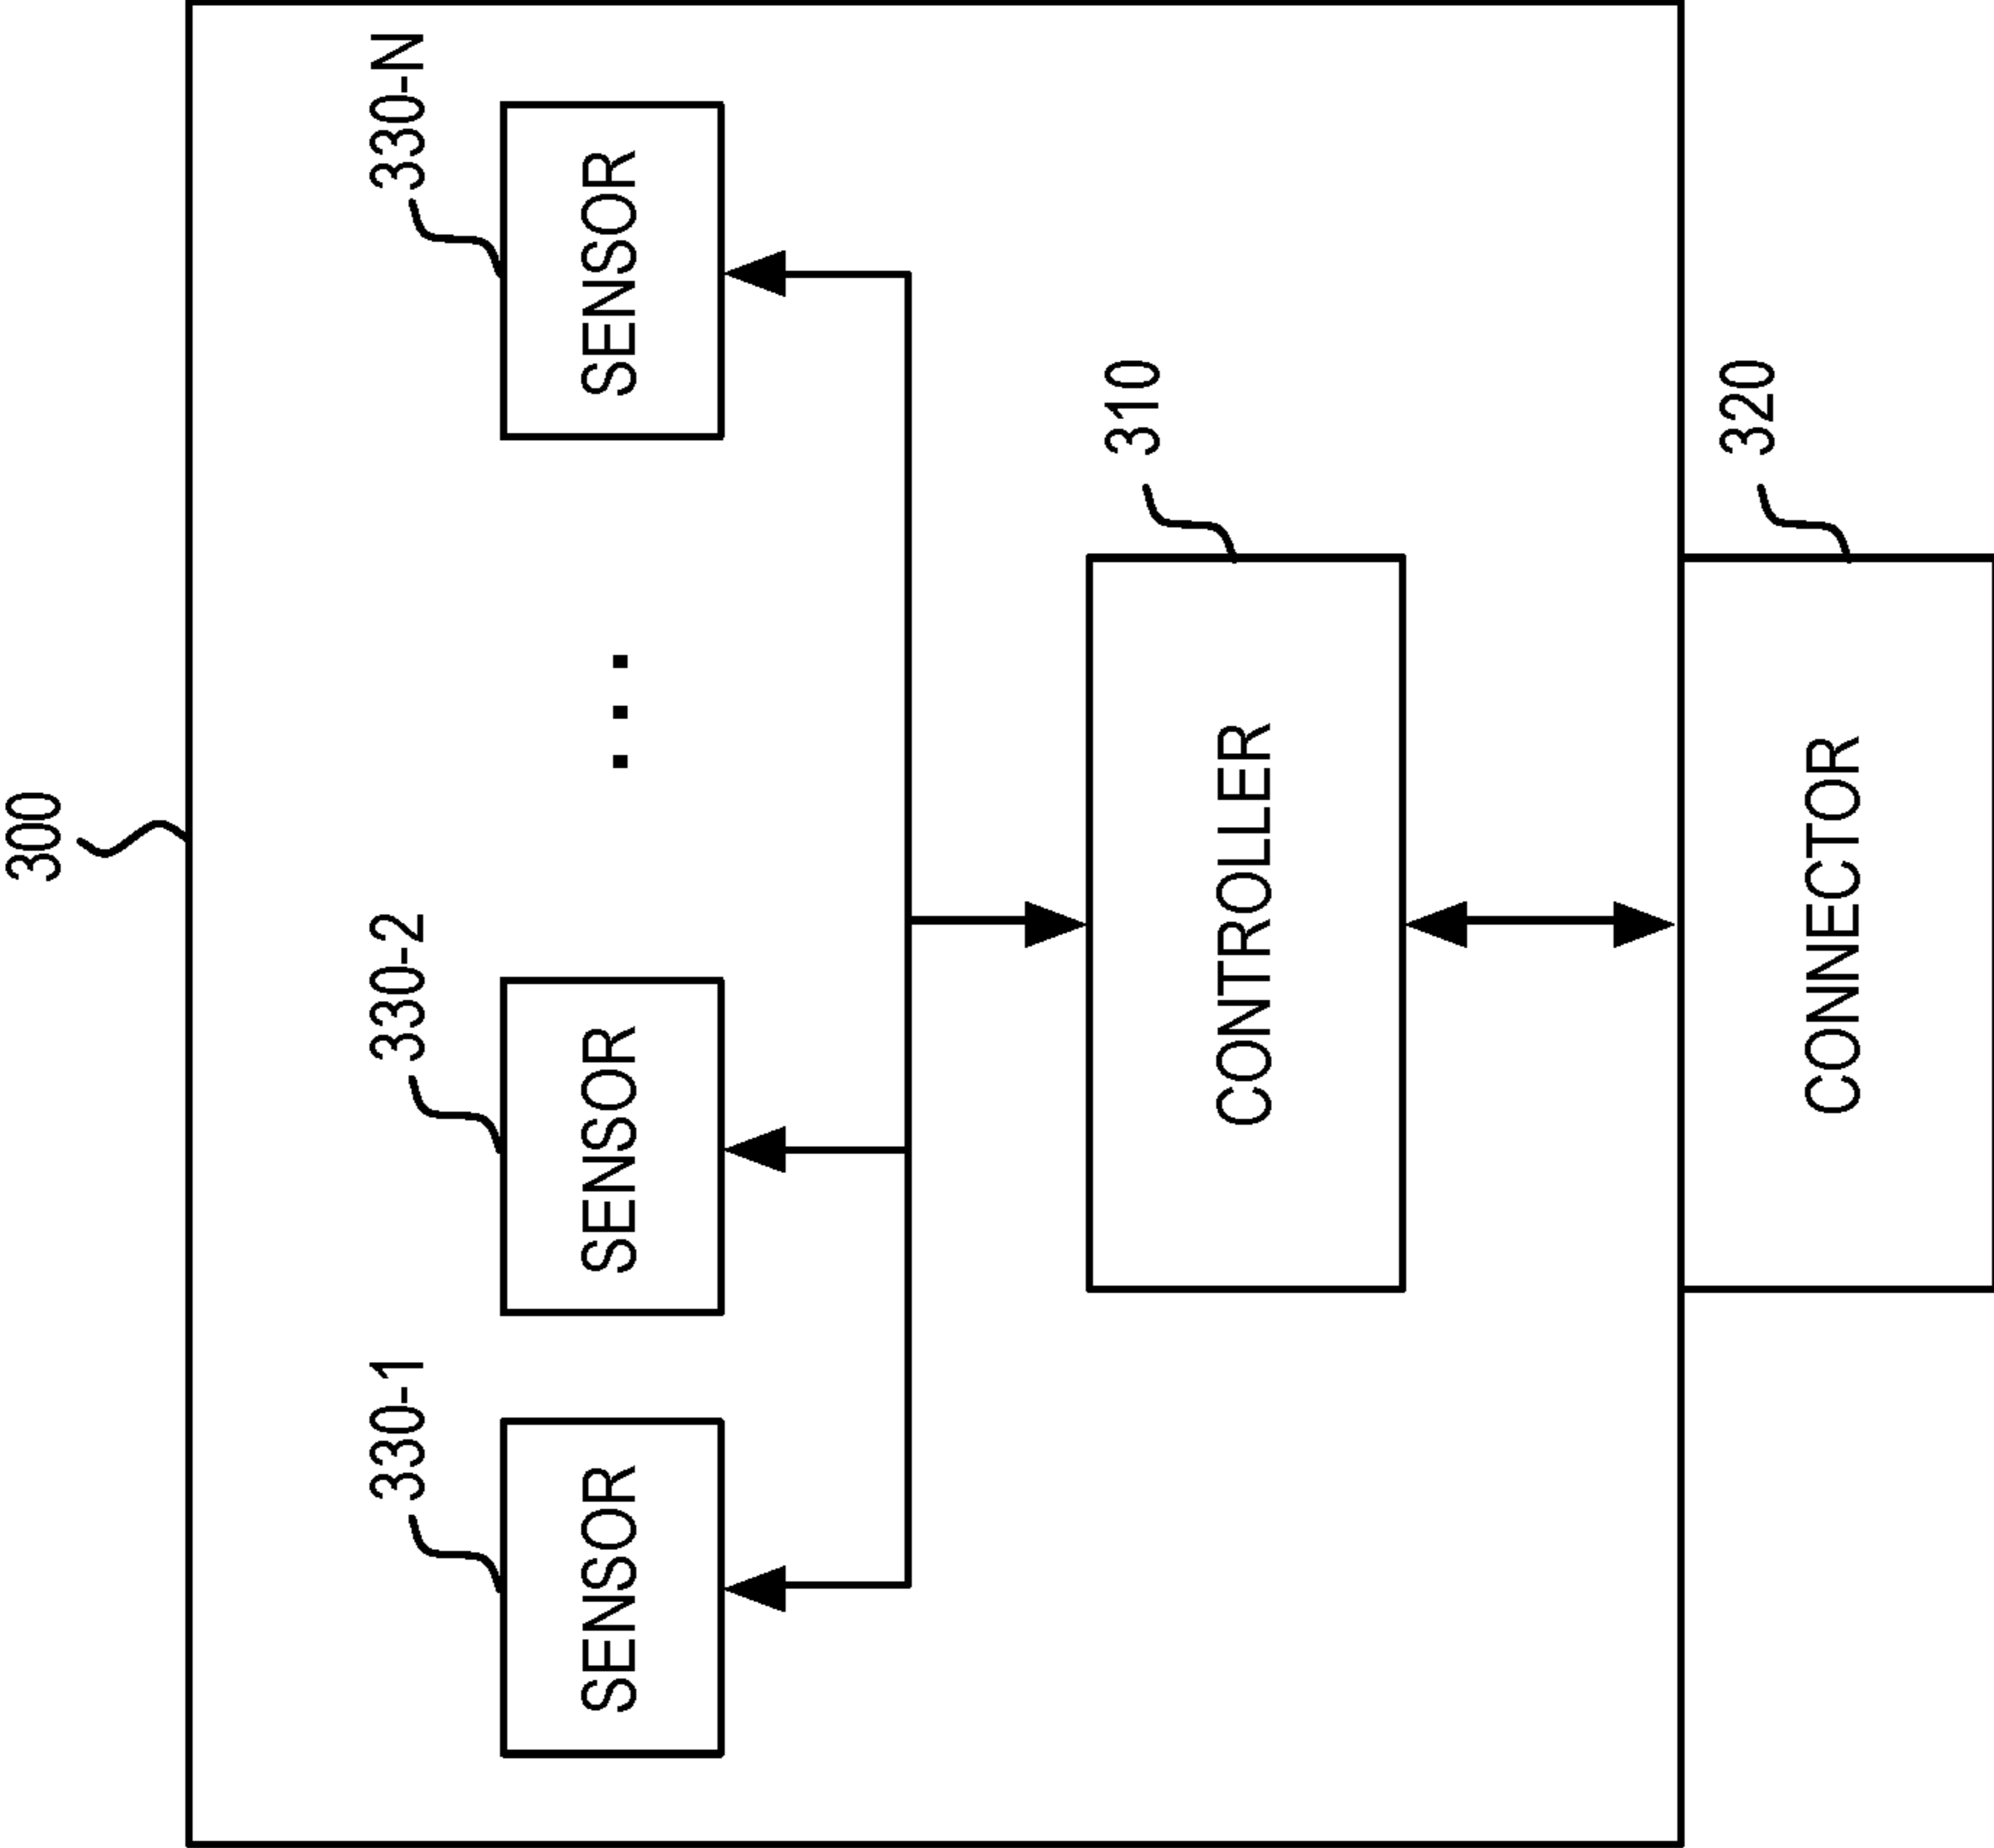 300
330-1
330-2
330-N
SENSOR
SENSOR
. . .
SENSOR
310
CONTROLLER
320
CONNECTOR